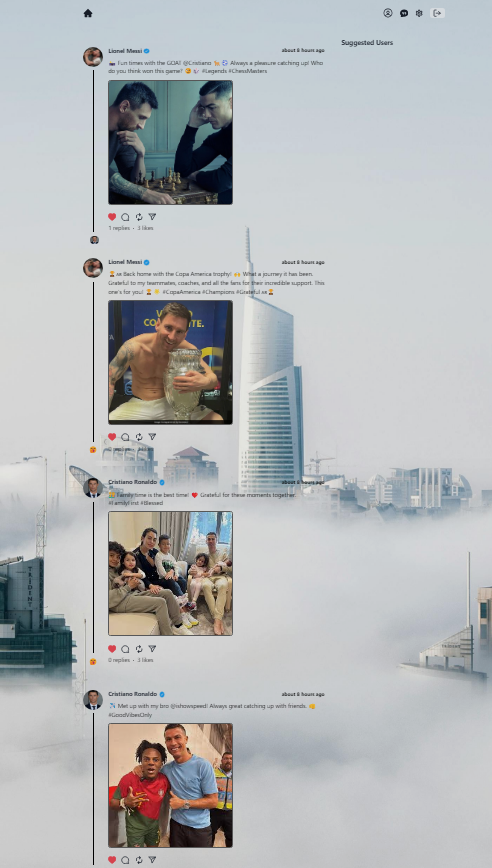 Suggested Users
Lionel Messi
about 8 hours ago
Fun times with the GOAT @Cristiano Always a pleasure catching up! Who
do you think won this game? #Legends #ChessMasters
1 replies - 3 likes
Lionel Messi
about 8 hours ago
Back home with the Copa America trophy! What a journey it has been.
Grateful to my teammates, coaches, and all the fans for their incredible support. This
one's for you! #CopaAmerica #Champions #Grateful
Cristiano Ronaldo
about 8 hours ago
Family time is the best time! Grateful for these moments together.
#FamilyFirst #Blessed
0 replies - 3 likes
TRIDENT
Cristiano Ronaldo
about 8 hours ago
Met up with my bro @ishowspeed! Always great catching up with friends.
#GoodVibesOnly